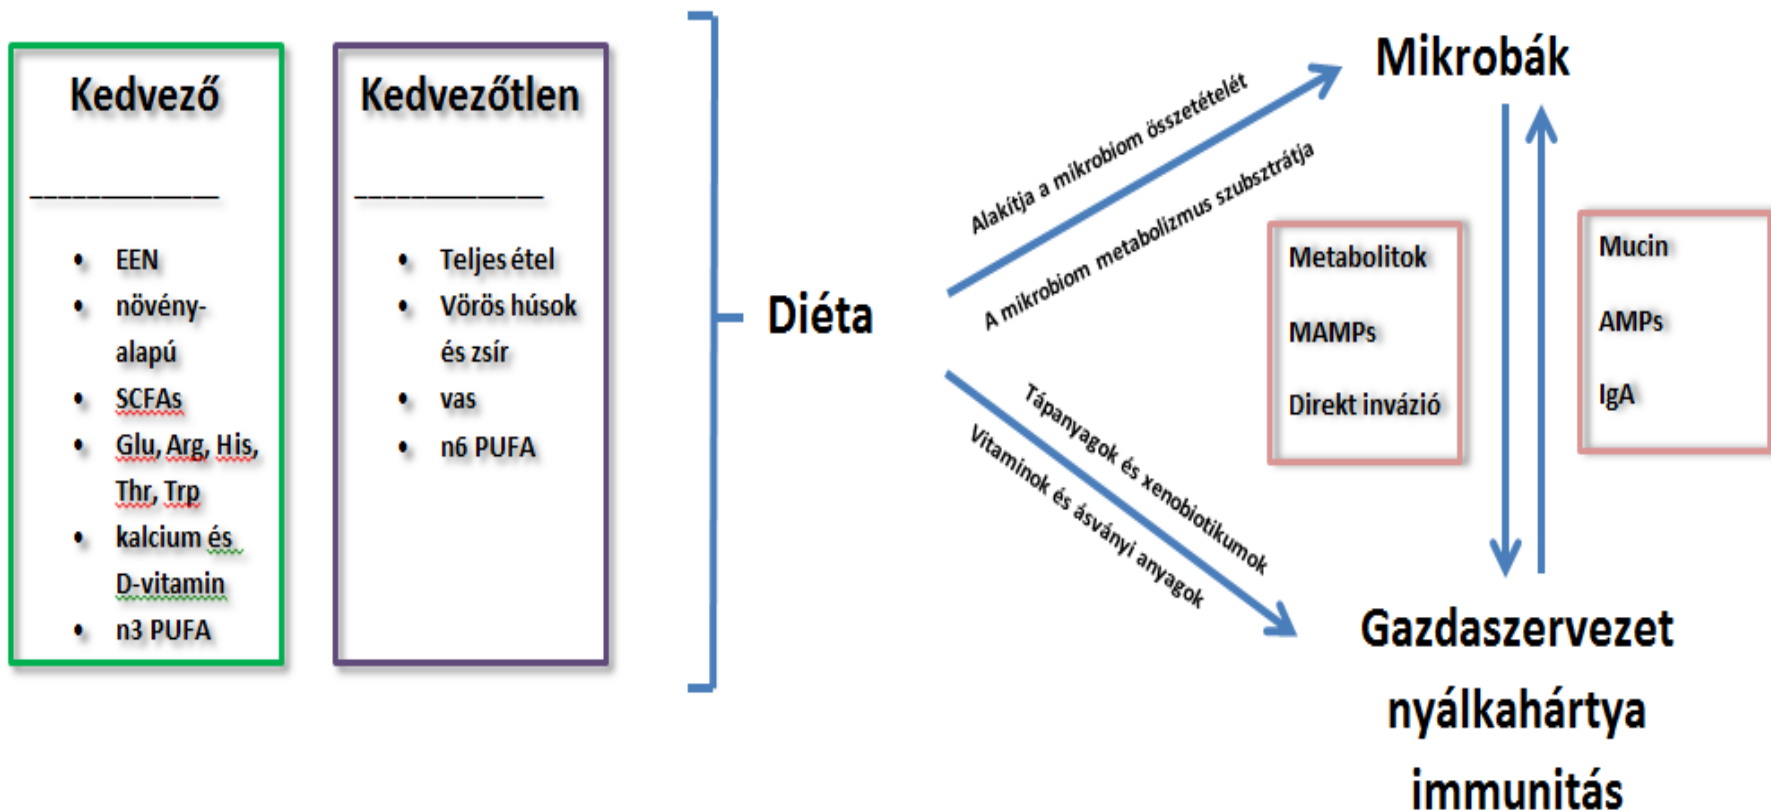 Kedvező
EEN
növény-
alapú
SCFAs
Glu, Arg, His,
Thr, Trp
kalcium és
D-vitamin
n3 PUFA
Kedvezőtlen
Teljes étel
Vörös húsok
és zsír
vas
n6 PUFA
Diéta
Alakítja a mikrobiom összetételét
A mikrobiom metabolizmus szubsztrátja
Tápanyagok és xenobiotikumok
Vitaminok és ásványi anyagok
Mikrobák
Metabolitok
MAMPs
Direkt invázió
Mucin
AMPs
IgA
Gazdaszervezet
nyálkahártya
immunitás